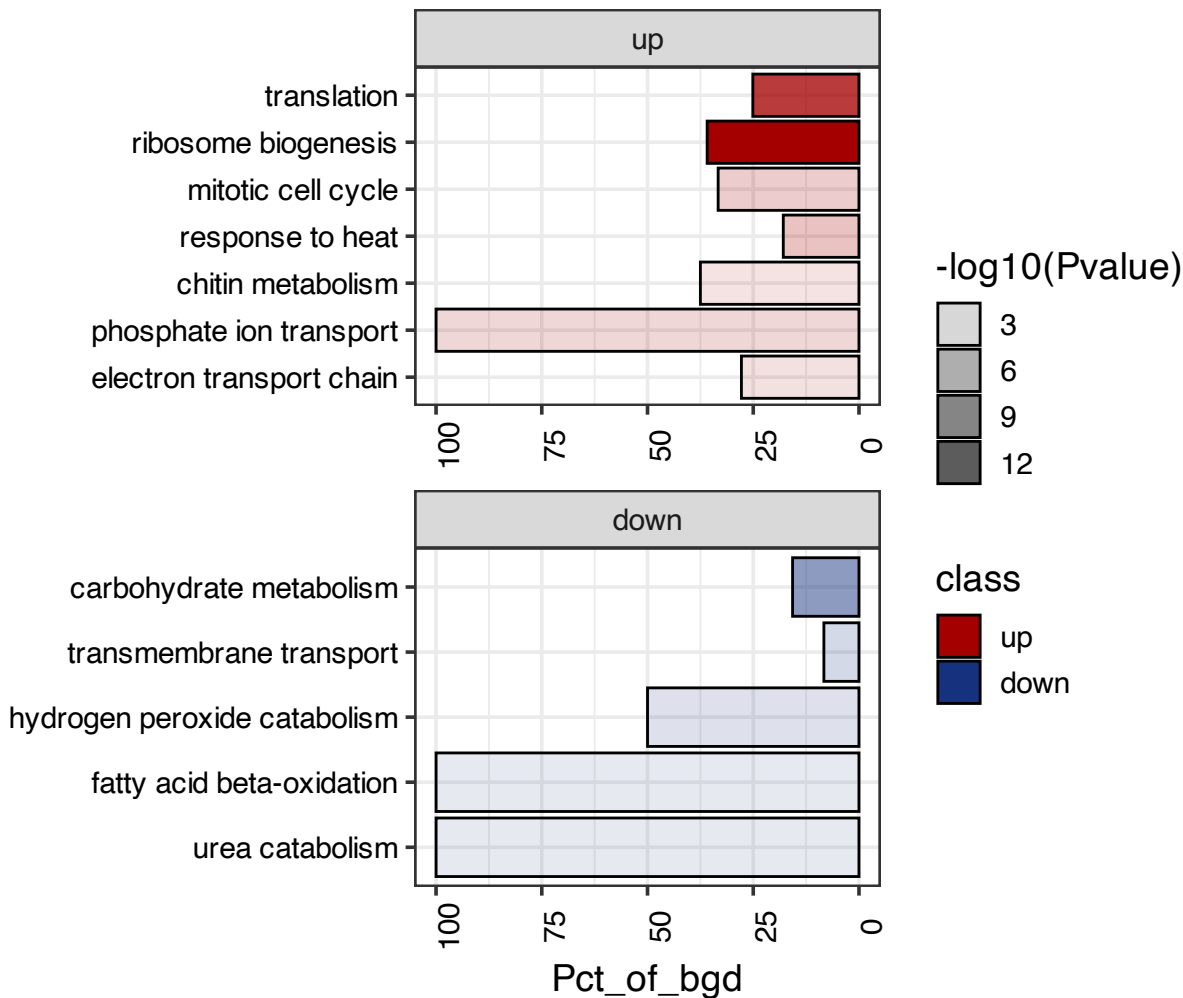 up
translation
ribosome biogenesis
mitotic cell cycle
response to heat
chitin metabolism
phosphate ion transport
electron transport chain
100
75
50
25
0
down
carbohydrate metabolism
transmembrane transport
hydrogen peroxide catabolism
fatty acid beta-oxidation
urea catabolism
100
75
50
25
0
Pct_of_bgd
-log10(Pvalue)
3
6
9
12
class
up
down